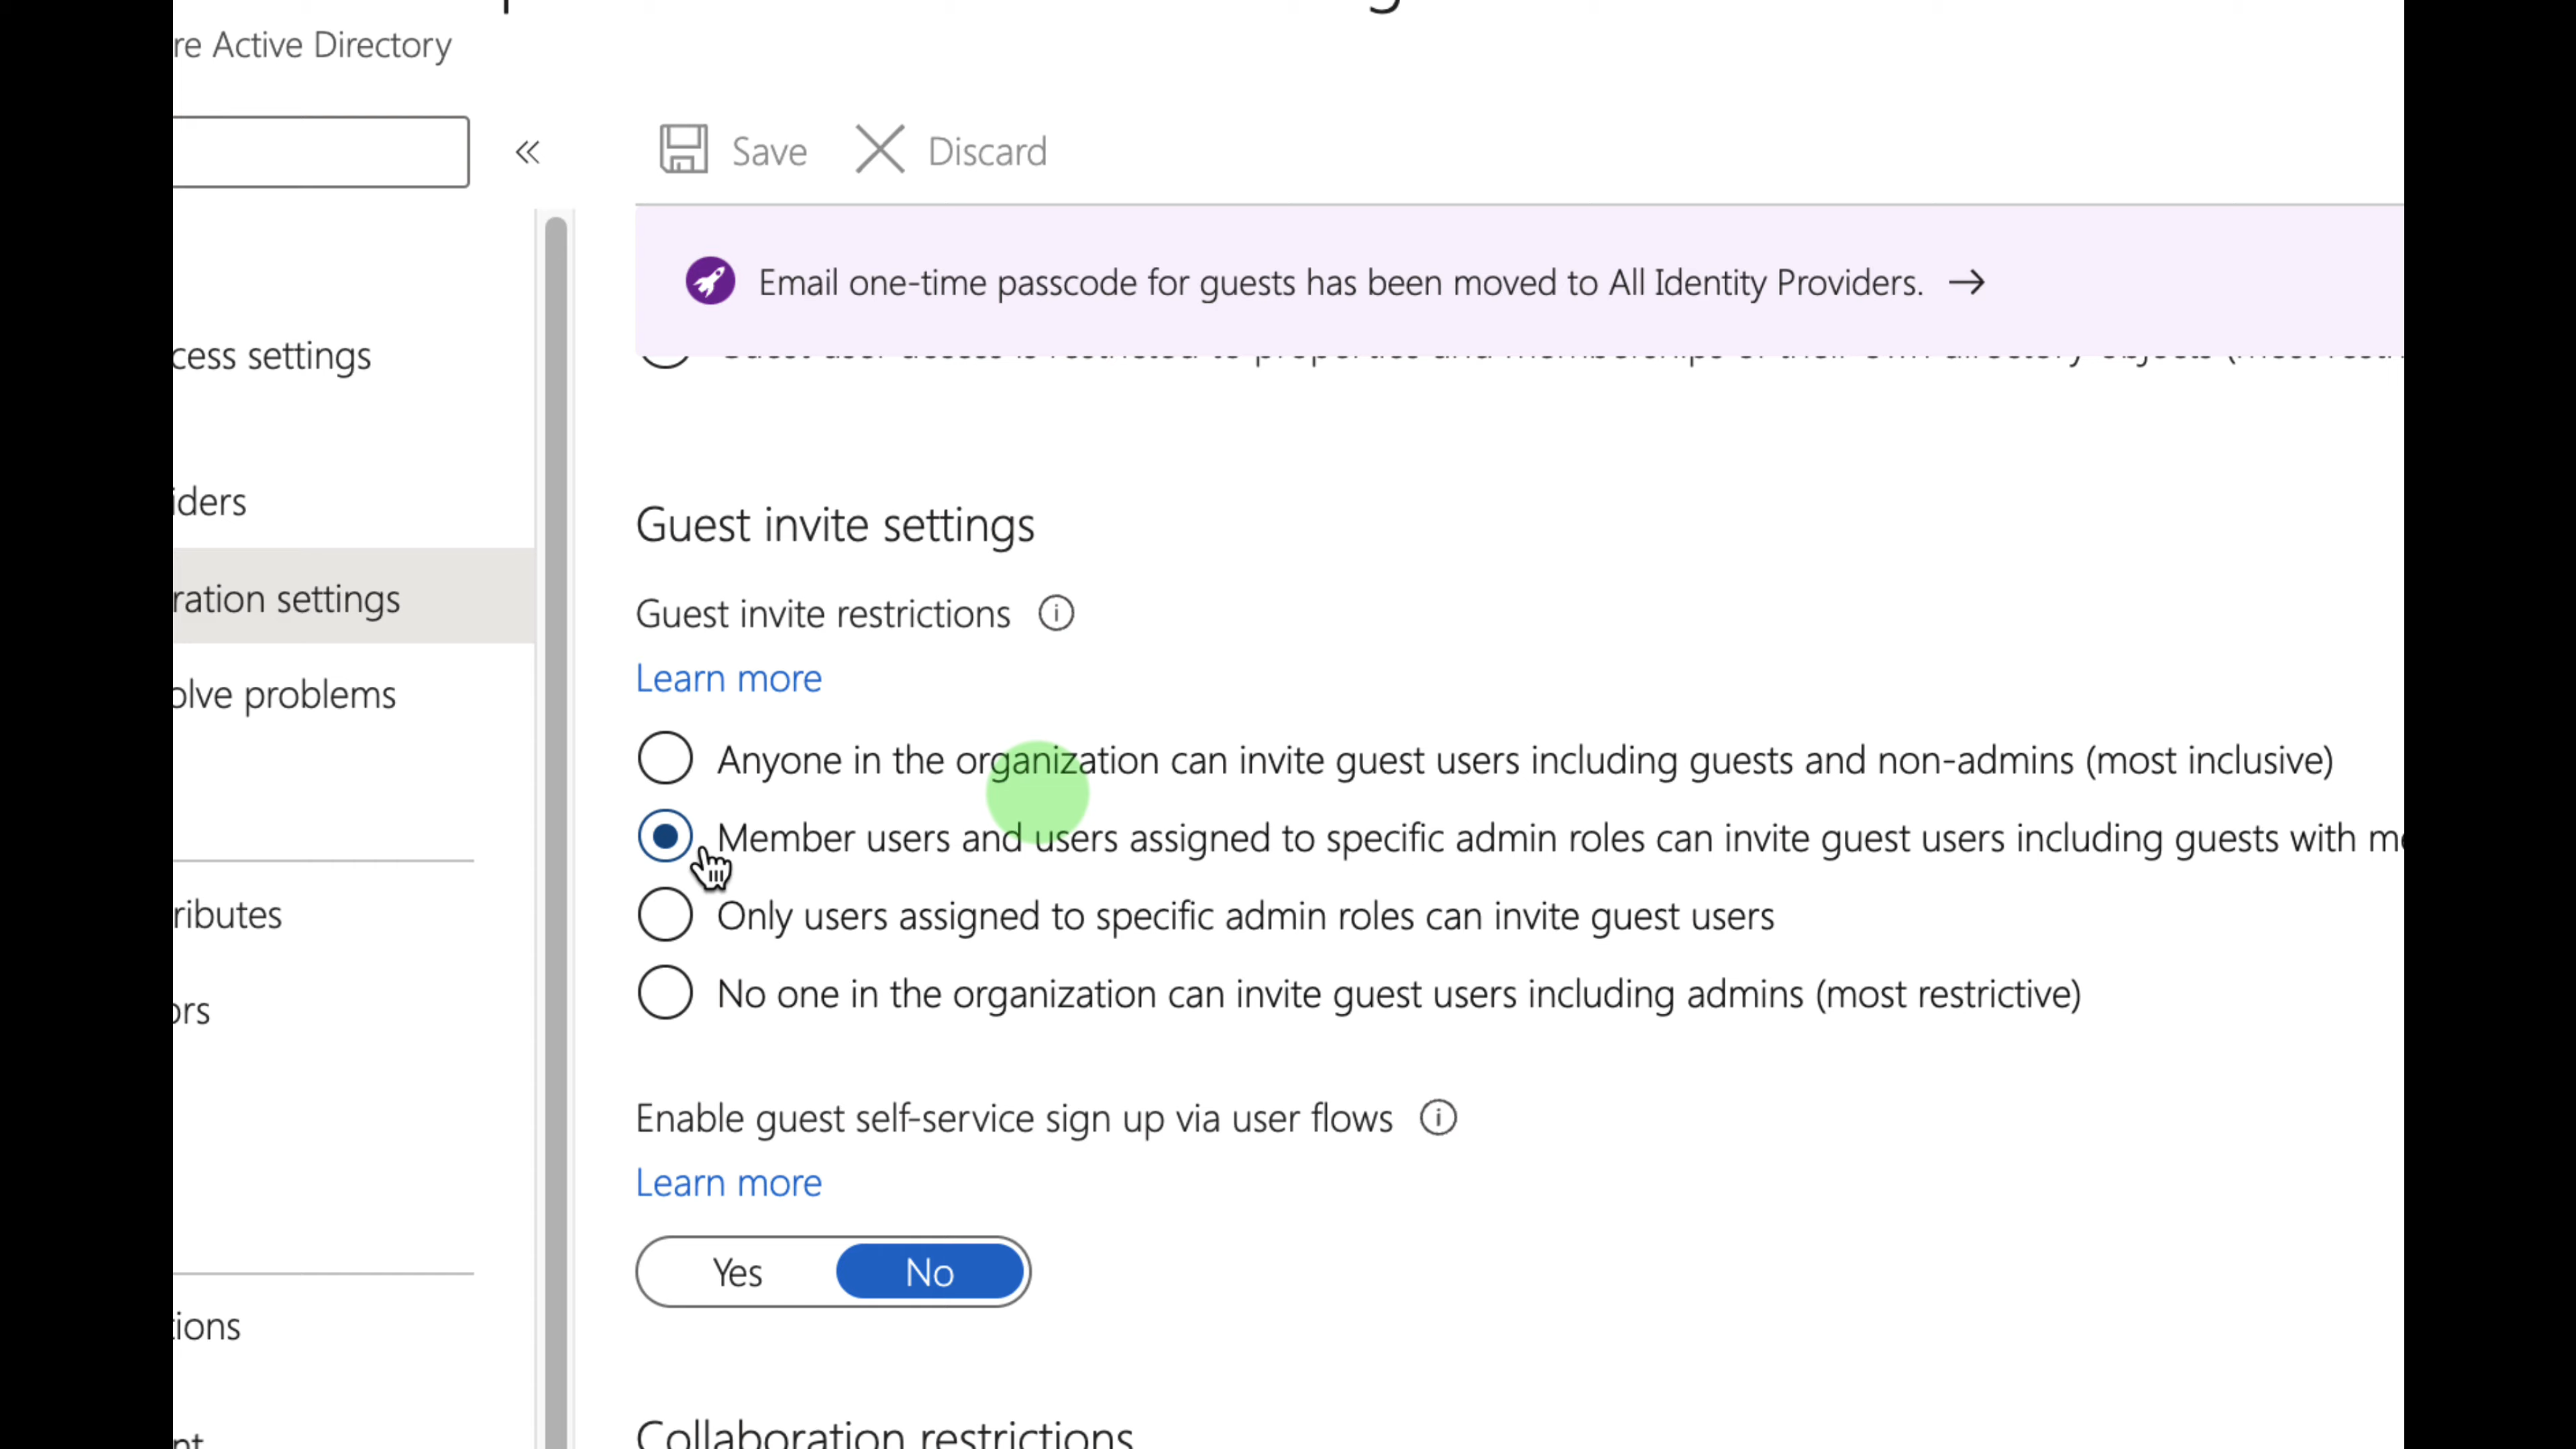 re Active Directory
Save Discard
Email one-time passcode for guests has been moved to All Identity Providers.
cess settings
iders
Guest invite settings
ration settings
Guest invite restrictions
Learn more
olve problems
Anyone in the organization can invite guest users including guests and non-admins (most inclusive)
Member users and users assigned to specific admin roles can invite guest users including guests with m
ributes
Only users assigned to specific admin roles can invite guest users
No one in the organization can invite guest users including admins (most restrictive)
ors
Enable guest self-service sign up via user flows
Learn more
Yes No
tions
Collaboration restrictions